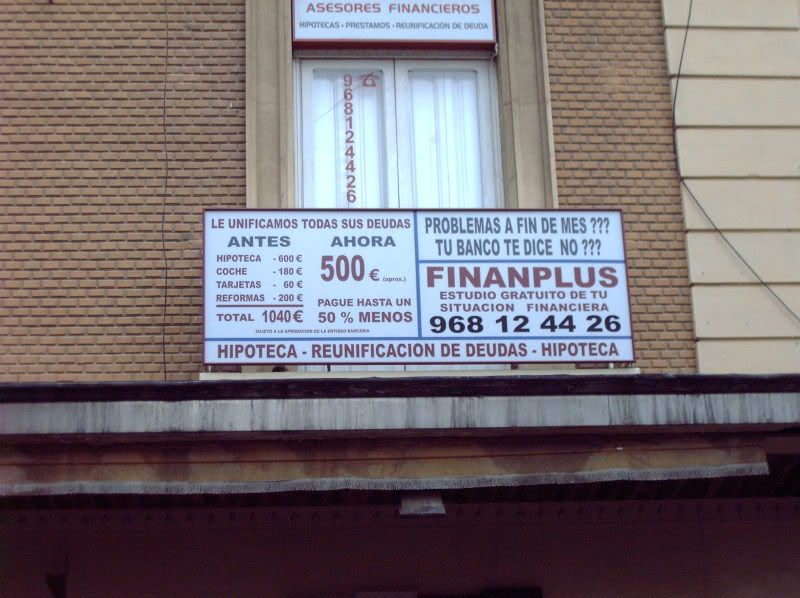 ASESORES FINANCIEROS
HIPOTECAS • PRESTAMOS • REUNIFICACION DE DEUDA
968124426
LE UNIFICAMOS TODAS SUS DEUDAS
ANTES AHORA
HIPOTECA - 600 €
COCHE - 180 €
TARJETAS - 60 €
REFORMAS - 200 €
TOTAL 1040 €
500 € (aprox.)
PAGUE HASTA UN
50 % MENOS
SUJETO A LA APROBACION DE LA ENTIDAD BANCARIA
PROBLEMAS A FIN DE MES ???
TU BANCO TE DICE NO ???
FINANPLUS
ESTUDIO GRATUITO DE TU
SITUACION FINANCIERA
968 12 44 26
HIPOTECA - REUNIFICACION DE DEUDAS - HIPOTECA